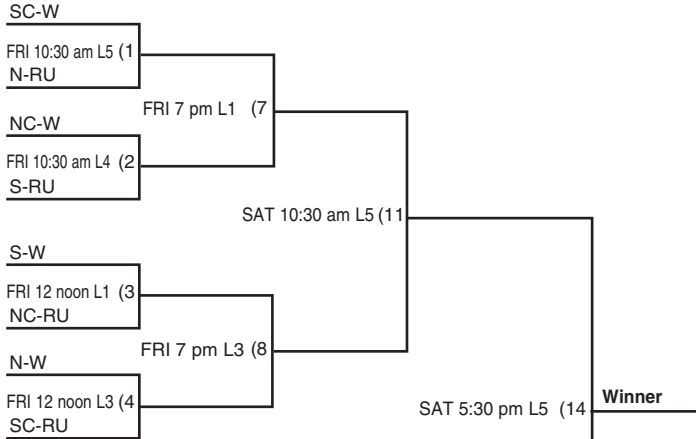 SC-W
FRI 10:30 am L5 (1
N-RU
FRI 7 pm L1 (7
NC-W
FRI 10:30 am L4 (2
S-RU
SAT 10:30 am L5 (11
S-W
FRI 12 noon L1 (3
NC-RU
FRI 7 pm L3 (8
N-W
FRI 12 noon L3 (4
SC-RU
SAT 5:30 pm L5 (14
Winner